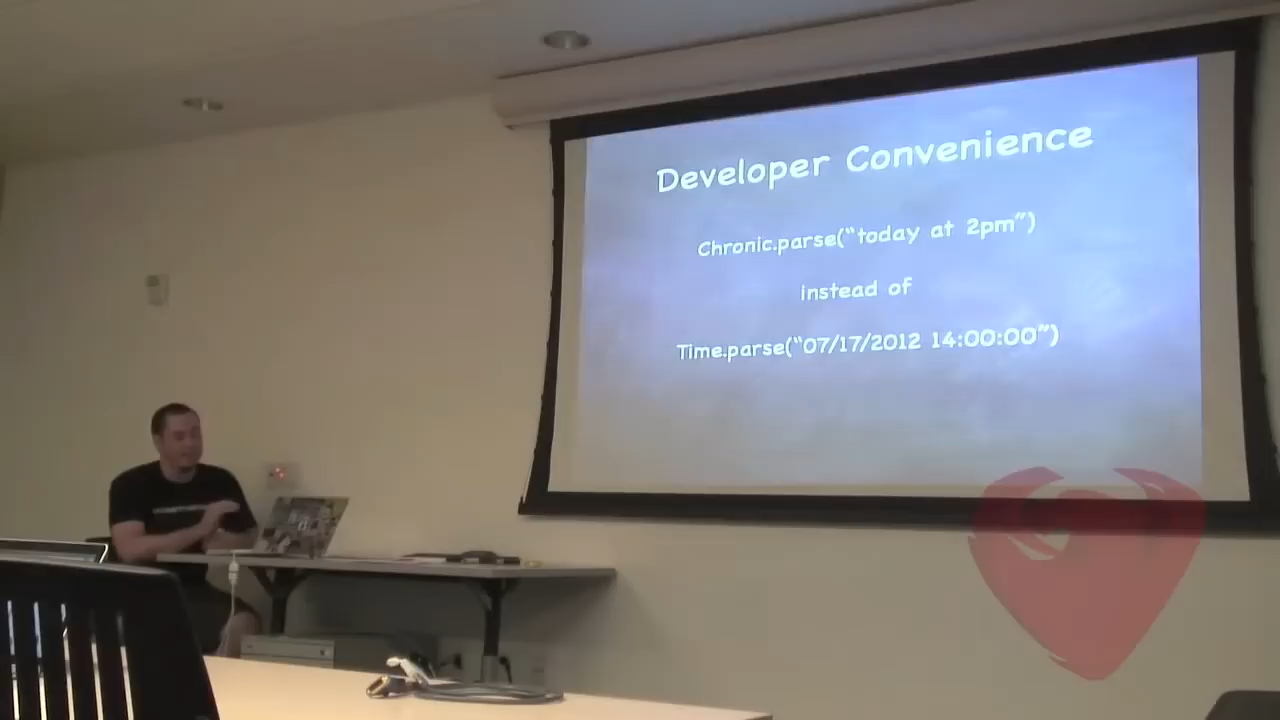 Developer Convenience
Chronic.parse(“today at 2pm”)
instead of
Time.parse(“07/17/2012 14:00:00”)